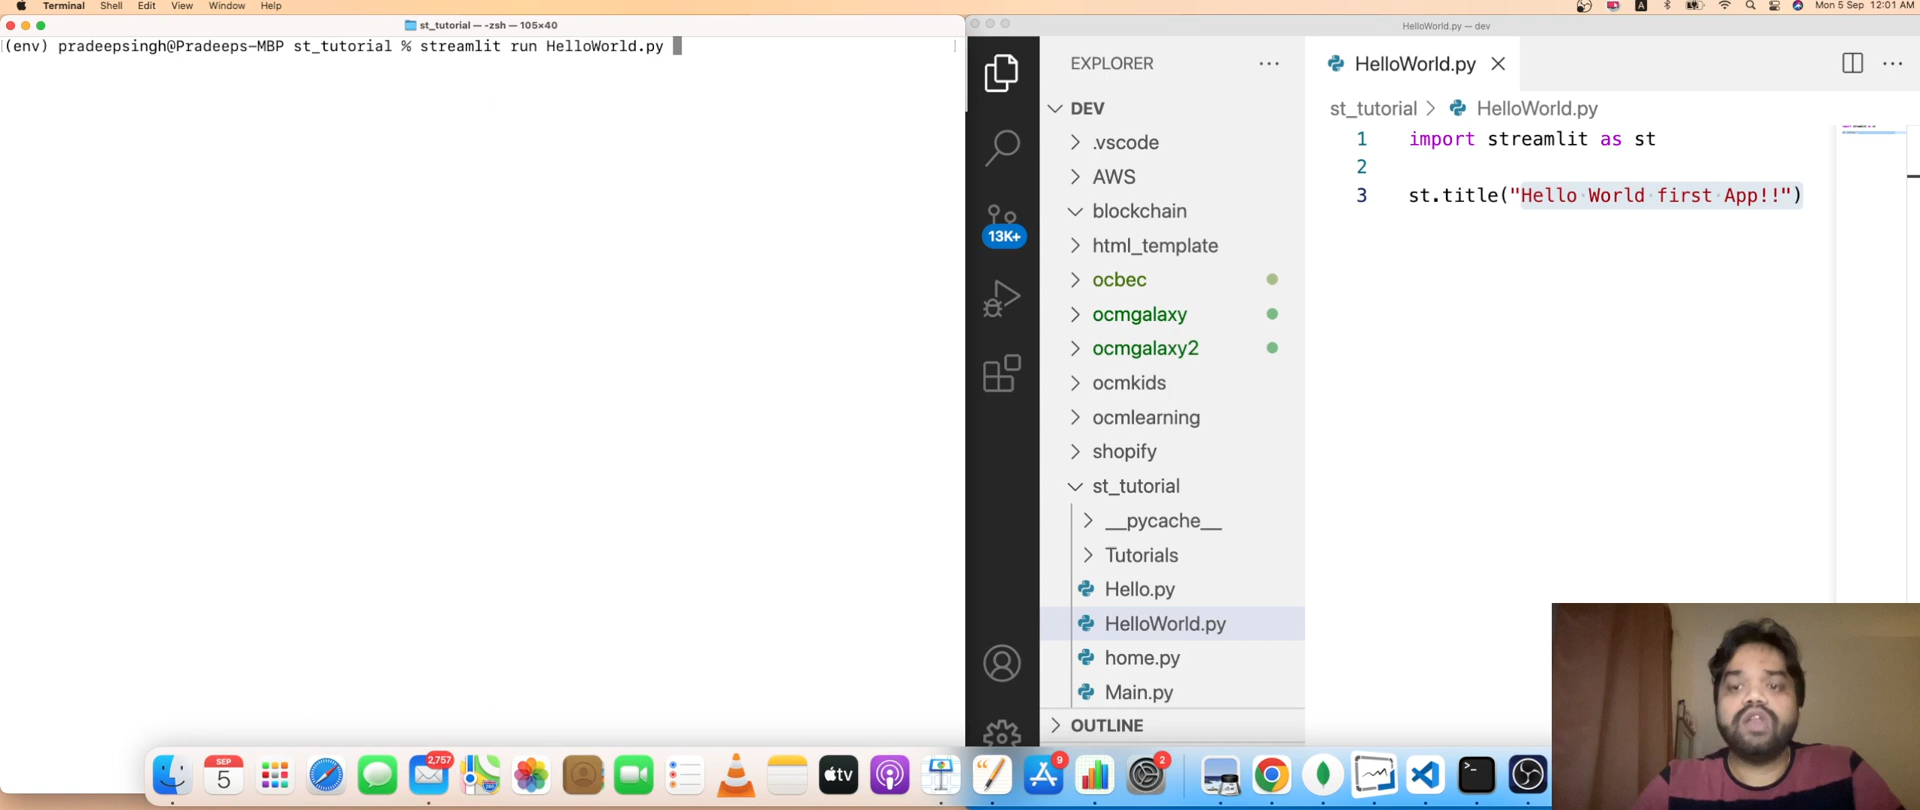 Terminal Shell Edit View Window Help
A Mon 5 Sep 12:01 AM
st_tutorial — -zsh — 105×40
(env) pradeepsingh@Pradeeps-MBP st_tutorial % streamlit run HelloWorld.py
HelloWorld.py — dev
EXPLORER
HelloWorld.py
DEV
st_tutorial > HelloWorld.py
.vscode
AWS
blockchain
html_template
ocbec
ocmgalaxy
ocmgalaxy2
ocmkids
ocmlearning
shopify
st_tutorial
__pycache__
Tutorials
Hello.py
HelloWorld.py
home.py
Main.py
OUTLINE
13K+
1 import streamlit as st
2
3 st.title("Hello World first App!!")
SEP
5
2,757
tv
9
2
>_